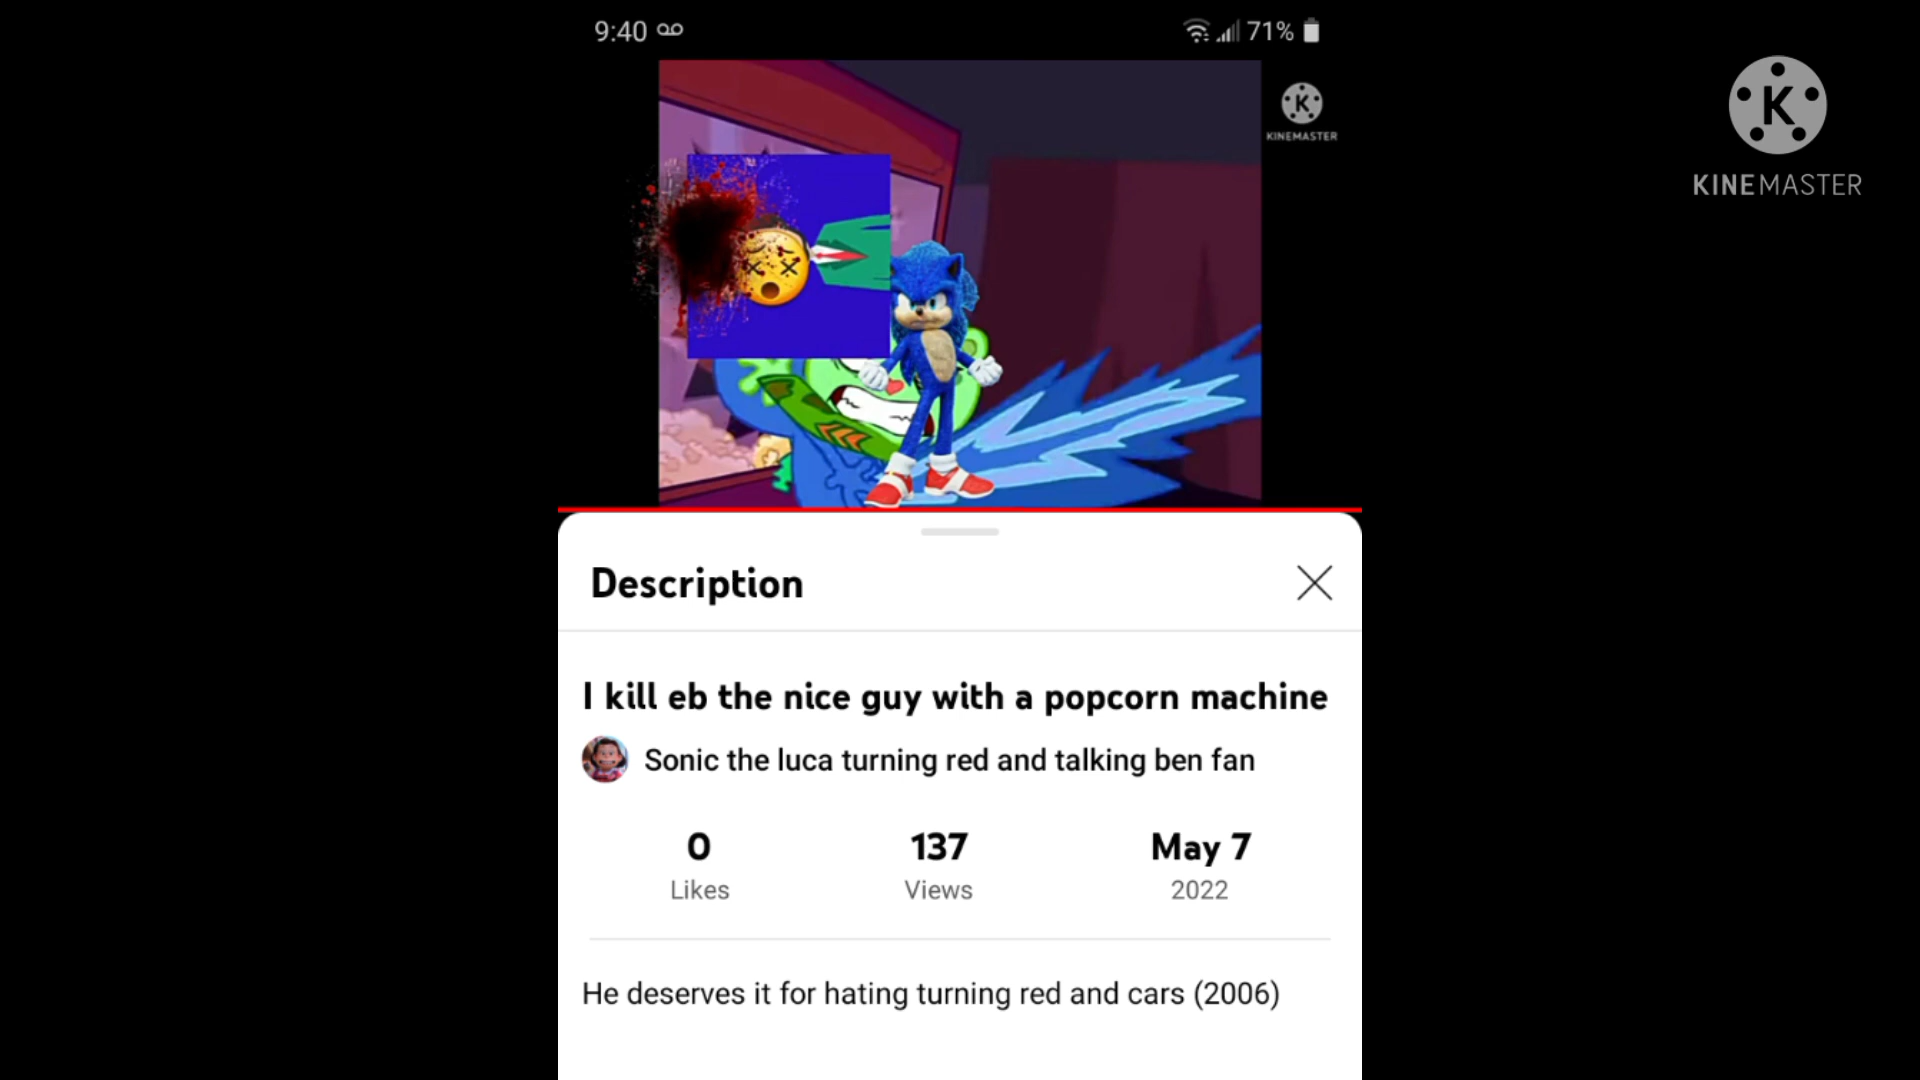 9:40
71%
K
KINEMASTER
K
KINEMASTER
Description
I kill eb the nice guy with a popcorn machine
Sonic the luca turning red and talking ben fan
0
Likes
137
Views
May 7
2022
He deserves it for hating turning red and cars (2006)